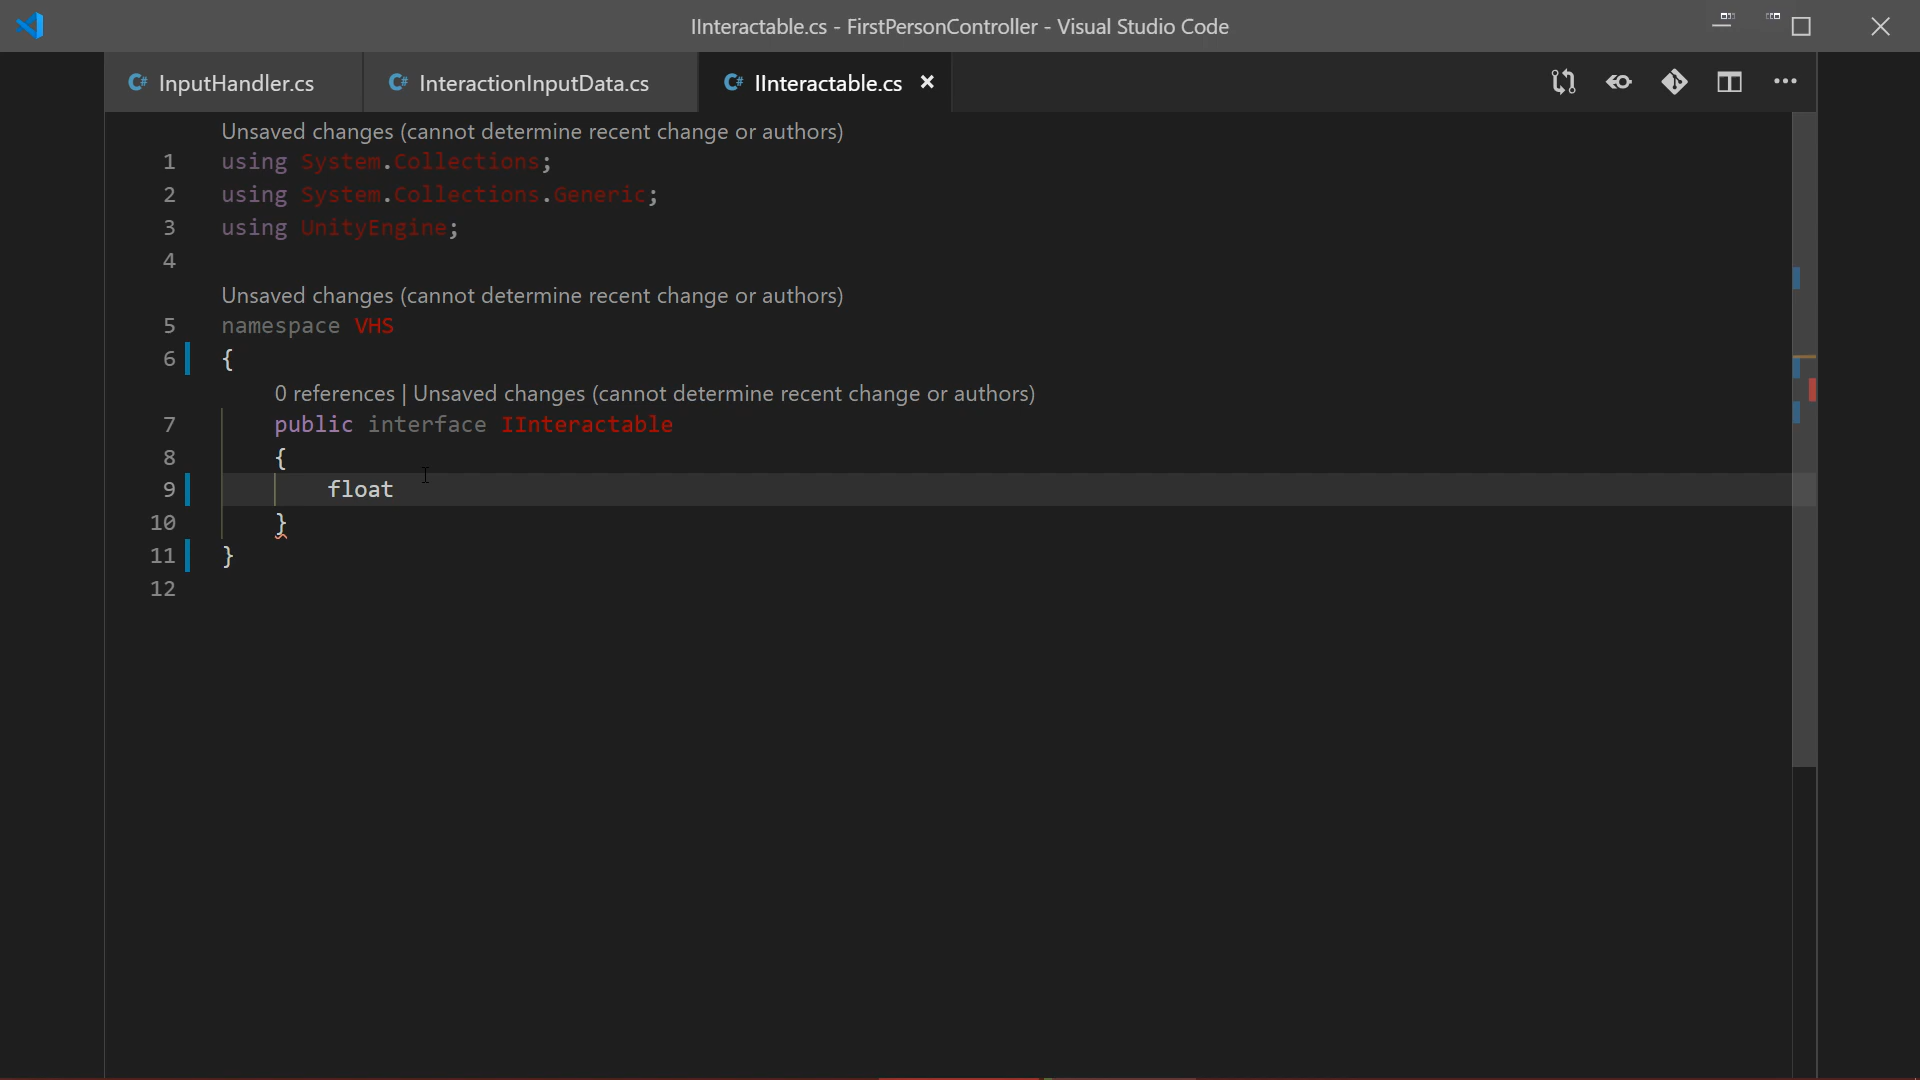 IInteractable.cs - FirstPersonController - Visual Studio Code
InputHandler.cs
InteractionInputData.cs
IInteractable.cs
Unsaved changes (cannot determine recent change or authors)
1 using System.Collections;
2 using System.Collections.Generic;
3 using UnityEngine;
4
Unsaved changes (cannot determine recent change or authors)
5 namespace VHS
6 {
0 references | Unsaved changes (cannot determine recent change or authors)
7 public interface IInteractable
8 {
9 float
10 }
11 }
12